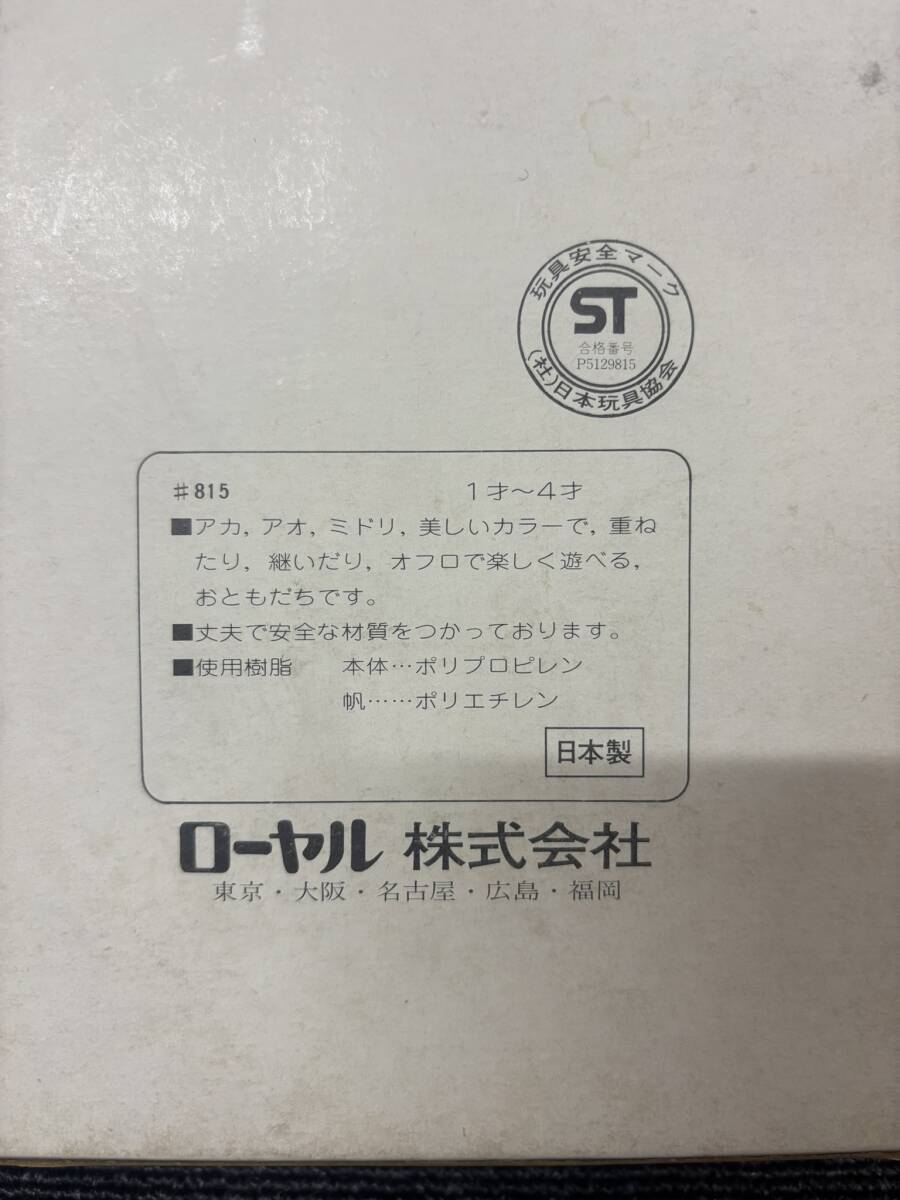 玩具安全マーク
ST
合格番号
P5129815
(社)日本玩具協会
#815 1才～4才
■アカ, アオ, ミドリ, 美しいカラーで, 重ね
たり, 継いだり, オフロで楽しく遊べる,
おともだちです。
■丈夫で安全な材質をつかっております。
■使用樹脂 本体…ポリプロピレン
帆……ポリエチレン
日本製
ローヤル 株式会社
東京・大阪・名古屋・広島・福岡